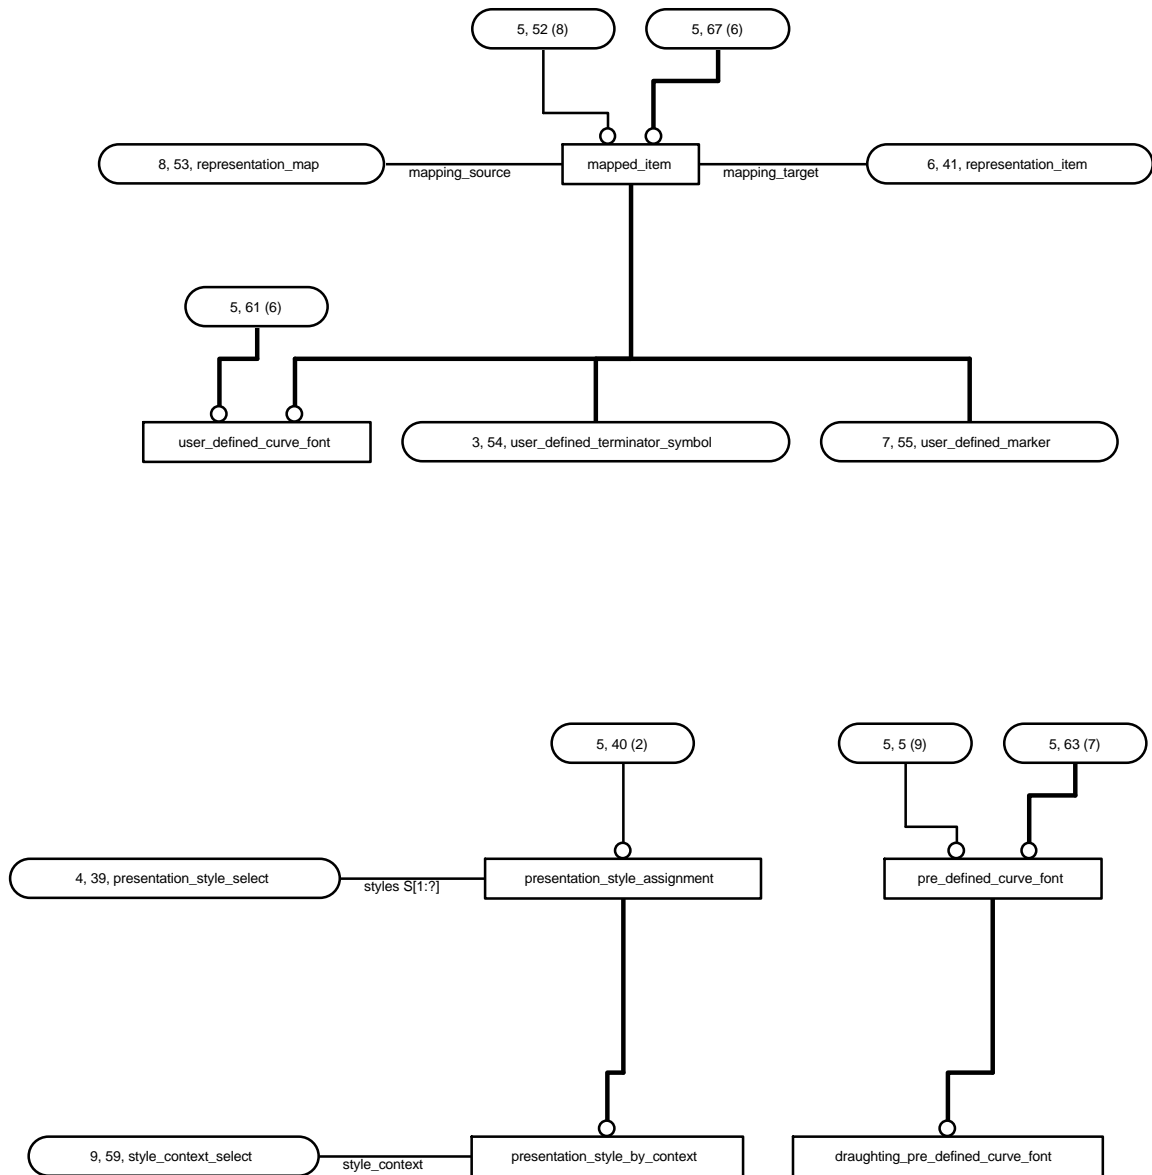 5, 52 (8)
5, 67 (6)
8, 53, representation_map
mapping_source
mapped_item
mapping_target
6, 41, representation_item
5, 61 (6)
user_defined_curve_font
3, 54, user_defined_terminator_symbol
7, 55, user_defined_marker
5, 40 (2)
5, 5 (9)
5, 63 (7)
4, 39, presentation_style_select
styles S[1:?]
presentation_style_assignment
pre_defined_curve_font
9, 59, style_context_select
style_context
presentation_style_by_context
draughting_pre_defined_curve_font